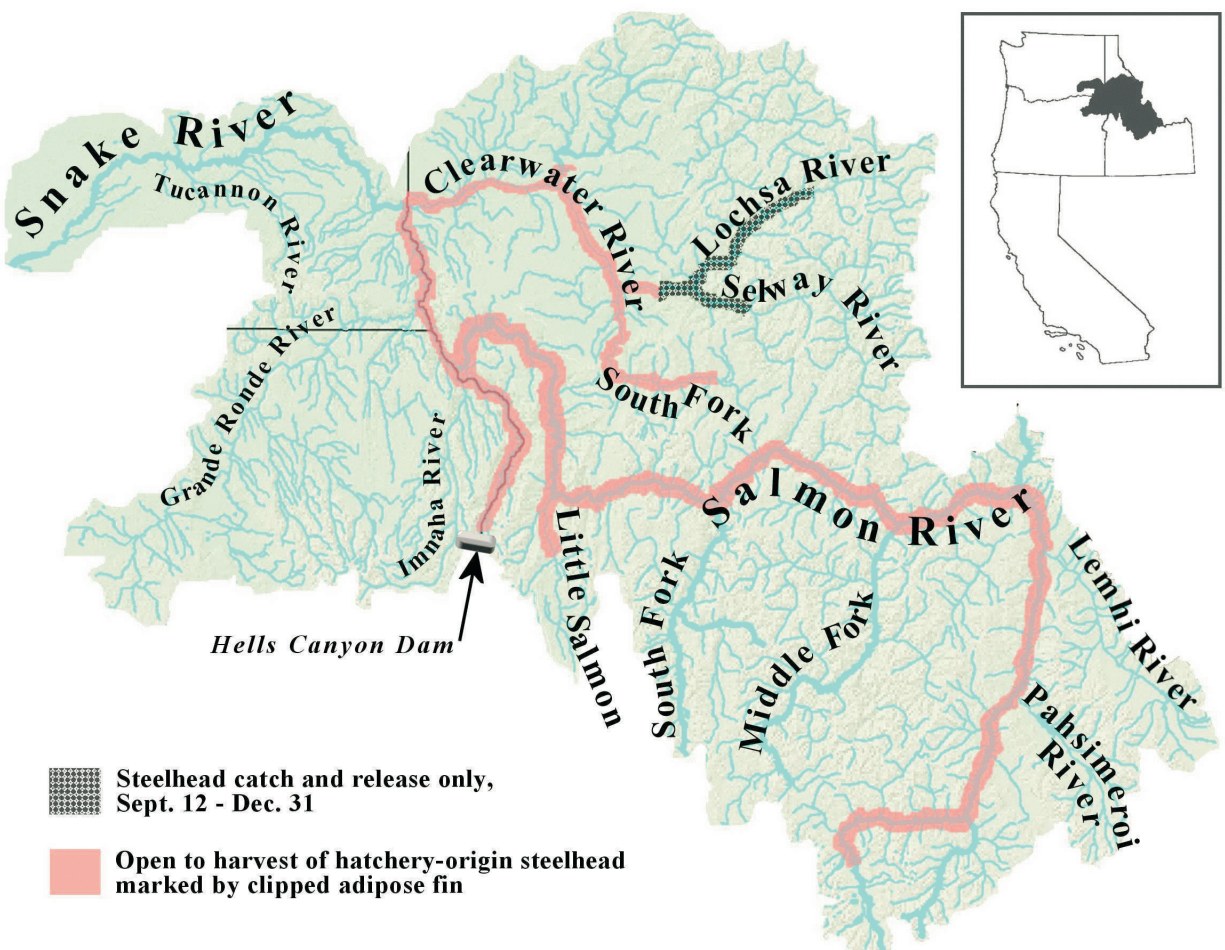 Snake River
Tucannon River
Clearwater River
Lochsa River
Selway River
Grande Ronde River
South Fork
Imnaha River
Salmon River
Little Salmon
South Fork
Middle Fork
Lemhi River
Pahsimeroi River
Hells Canyon Dam
Steelhead catch and release only,
Sept. 12 - Dec. 31
Open to harvest of hatchery-origin steelhead
marked by clipped adipose fin